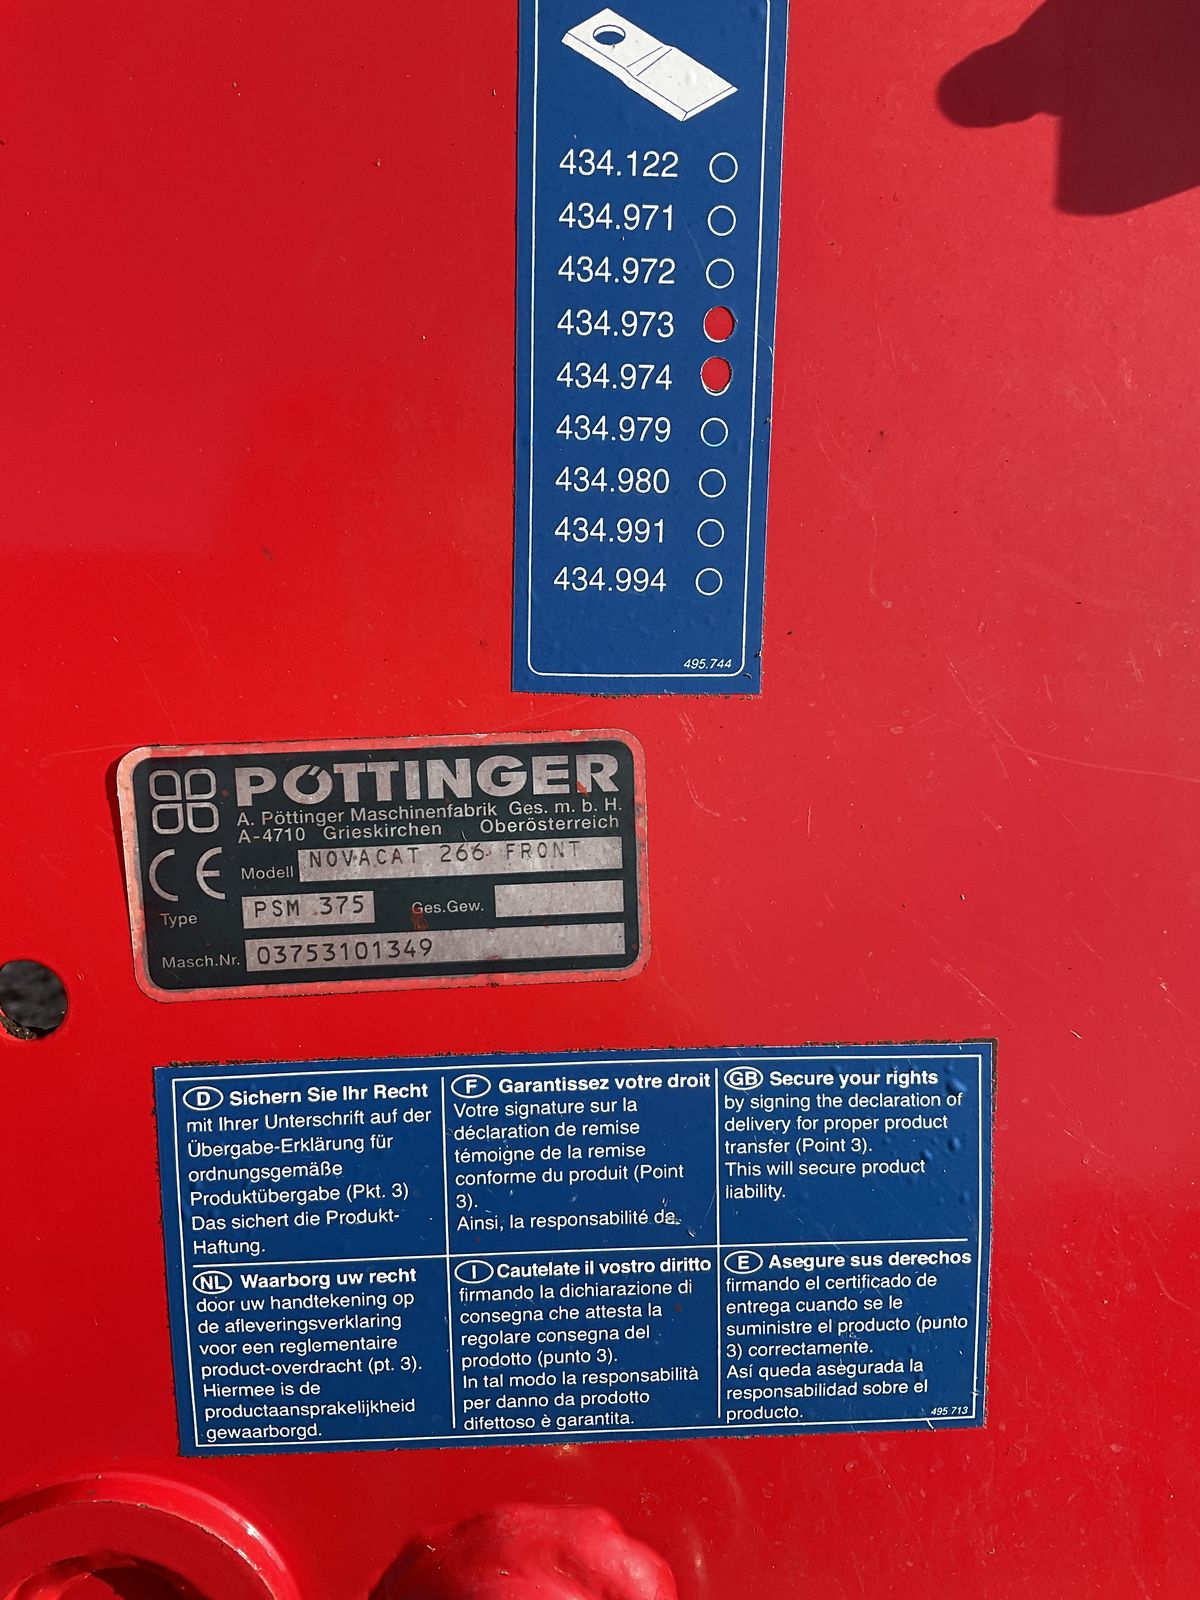 434.122
434.971
434.972
434.973
434.974
434.979
434.980
434.991
434.994
495.744
PÖTTINGER
A. Pöttinger Maschinenfabrik Ges. m. b. H.
A-4710 Grieskirchen Oberösterreich
CE
Modell NOVACAT 266 FRONT
Type PSM 375 Ges.Gew.
Masch.Nr. 03753101349
D Sichern Sie Ihr Recht
mit Ihrer Unterschrift auf der
Übergabe-Erklärung für
ordnungsgemäße
Produktübergabe (Pkt. 3)
Das sichert die Produkt-
Haftung.
F Garantissez votre droit
Votre signature sur la
déclaration de remise
témoigne de la remise
conforme du produit (Point
3).
Ainsi, la responsabilité da
GB Secure your rights
by signing the declaration of
delivery for proper product
transfer (Point 3).
This will secure product
liability.
NL Waarborg uw recht
door uw handtekening op
de afleveringsverklaring
voor een reglementaire
product-overdracht (pt. 3).
Hiermee is de
productaansprakelijkheid
gewaarborgd.
I Cautelate il vostro diritto
firmando la dichiarazione di
consegna che attesta la
regolare consegna del
prodotto (punto 3).
In tal modo la responsabilità
per danno da prodotto
difettoso è garantita.
E Asegure sus derechos
firmando el certificado de
entrega cuando se le
suministre el producto (punto
3) correctamente.
Así queda asegurada la
responsabilidad sobre el
producto.
495 713